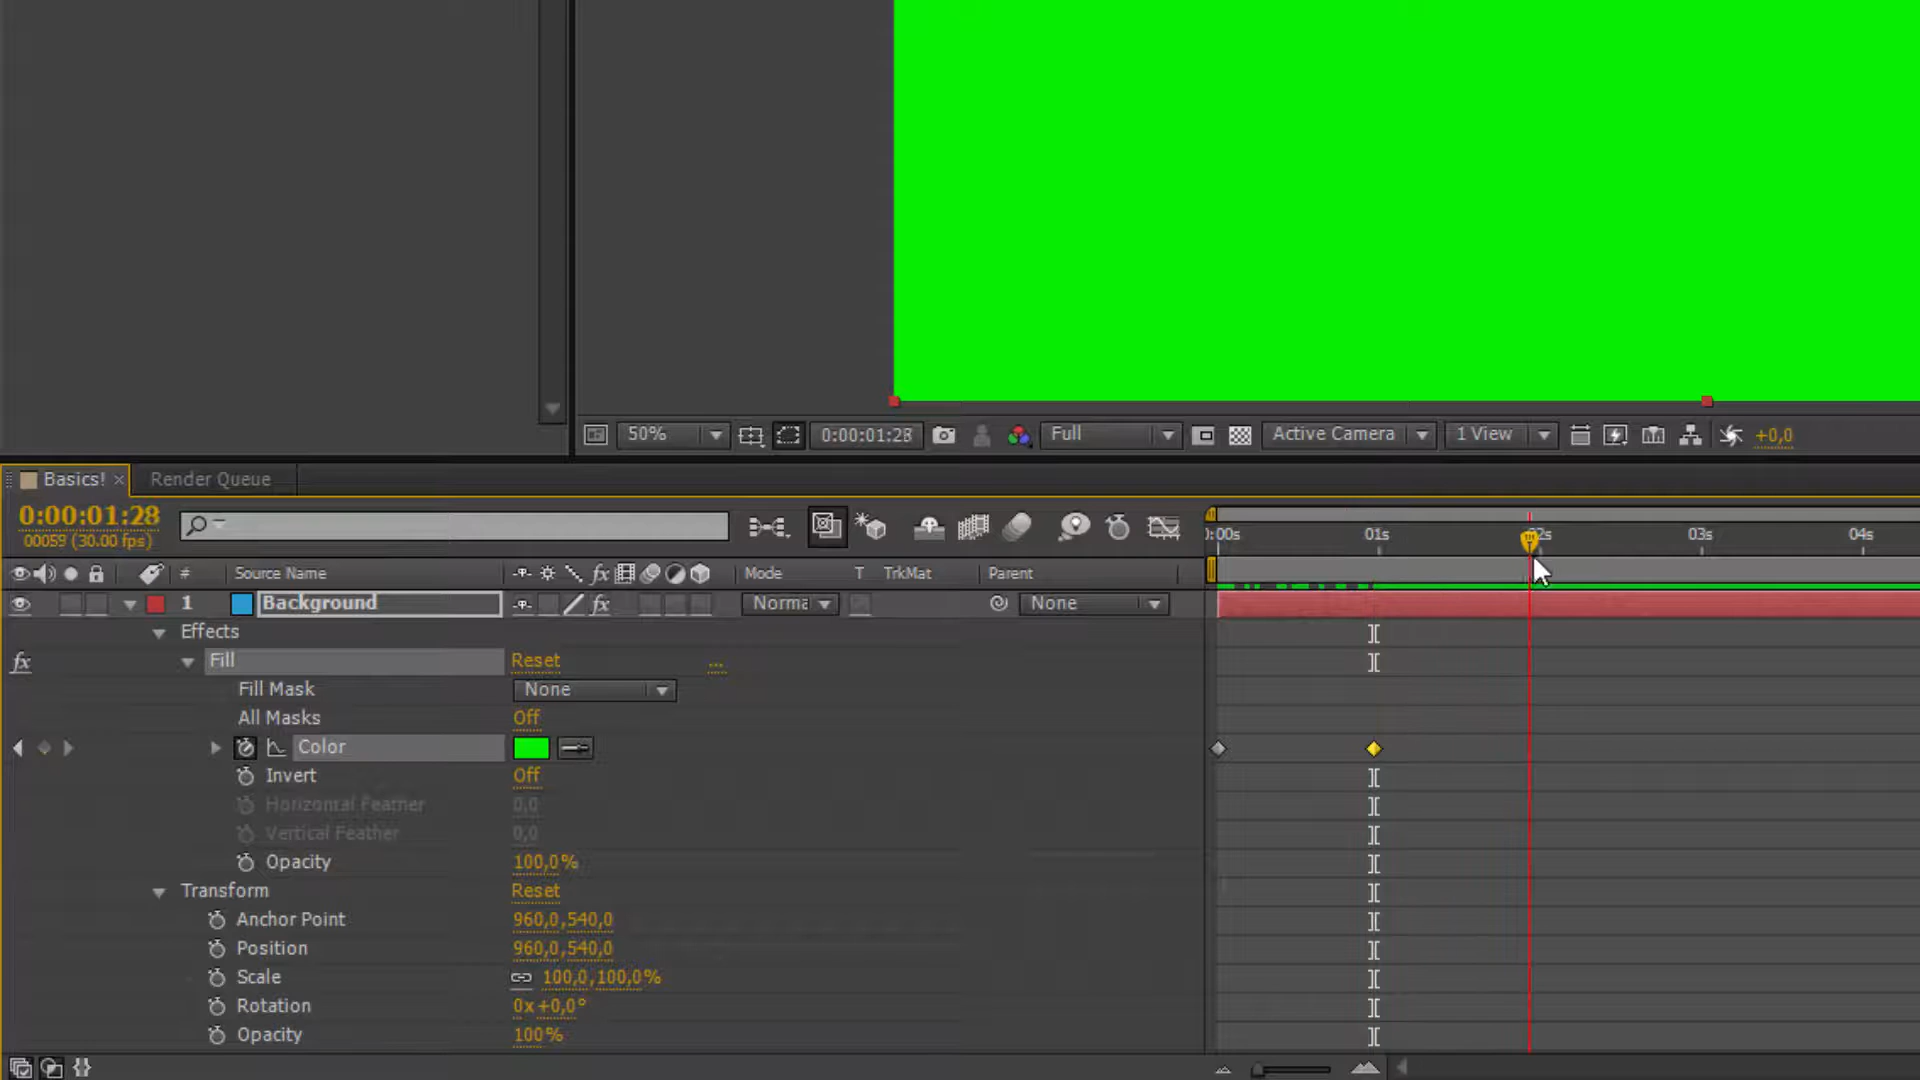 50% 0:00:01:28 Full Active Camera 1 View +0,0
Basics! × Render Queue
0:00:01:28
00059 (30.00 fps)
0:00s 01s 02s 03s 04s
# Source Name fx Mode T TrkMat Parent
1 Background fx Norma None
Effects
fx Fill Reset ...
Fill Mask None
All Masks Off
Color
Invert Off
Horizontal Feather 0,0
Vertical Feather 0,0
Opacity 100,0%
Transform Reset
Anchor Point 960,0,540,0
Position 960,0,540,0
Scale 100,0,100,0%
Rotation 0x+0,0°
Opacity 100%